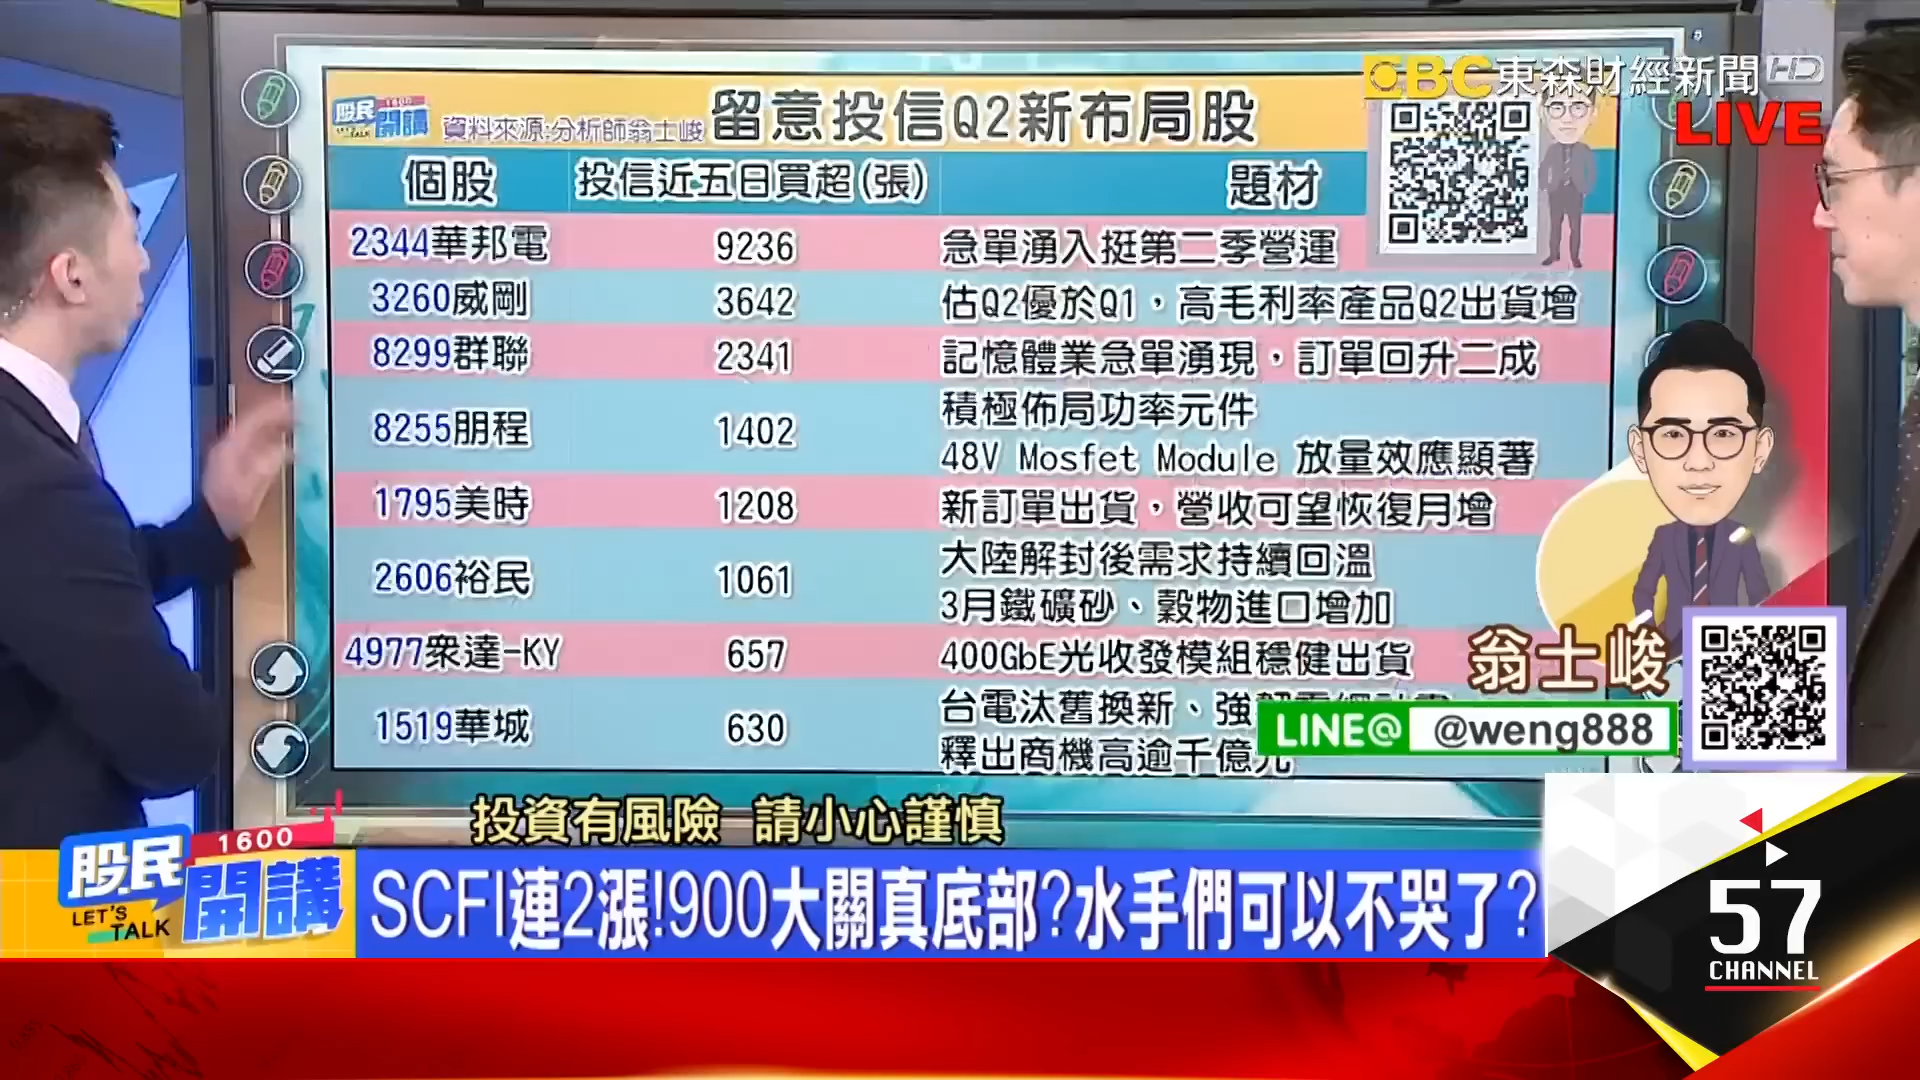 EBC東森財經新聞HD
LIVE
股民開講 1600
資料來源:分析師翁士峻
留意投信Q2新布局股
個股 投信近五日買超(張) 題材
2344華邦電 9236 急單湧入挺第二季營運
3260威剛 3642 估Q2優於Q1，高毛利率產品Q2出貨增
8299群聯 2341 記憶體業急單湧現，訂單回升二成
8255朋程 1402 積極佈局功率元件
48V Mosfet Module 放量效應顯著
1795美時 1208 新訂單出貨，營收可望恢復月增
2606裕民 1061 大陸解封後需求持續回溫
3月鐵礦砂、穀物進口增加
4977眾達-KY 657 400GbE光收發模組穩健出貨
1519華城 630 台電汰舊換新、強
釋出商機高逾千億元
翁士峻
LINE@ @weng888
投資有風險 請小心謹慎
股民開講 1600
LET'S TALK
SCFI連2漲!900大關真底部?水手們可以不哭了?
57
CHANNEL